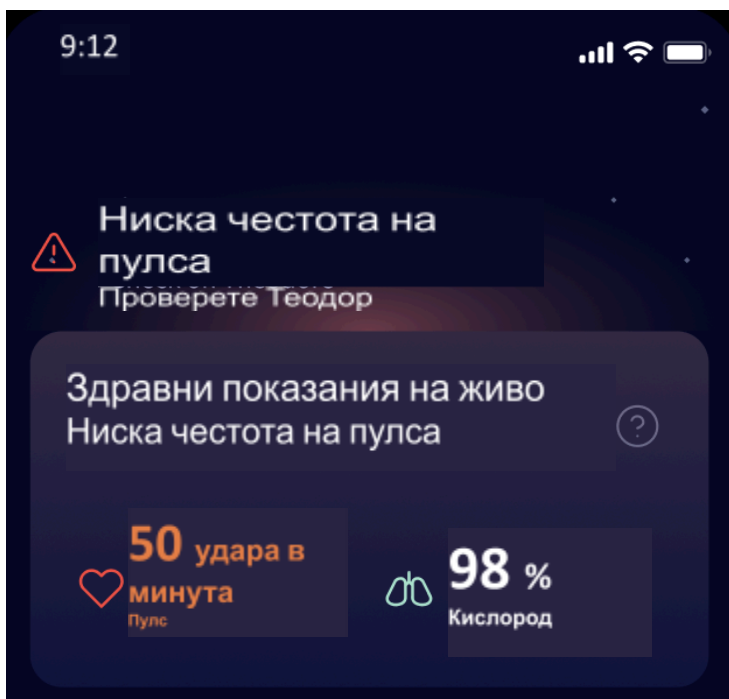 9:12
Ниска честота на
пулса
Проверете Теодор
Здравни показания на живо
Ниска честота на пулса
50 удара в
минута
Пулс
98 %
Кислород